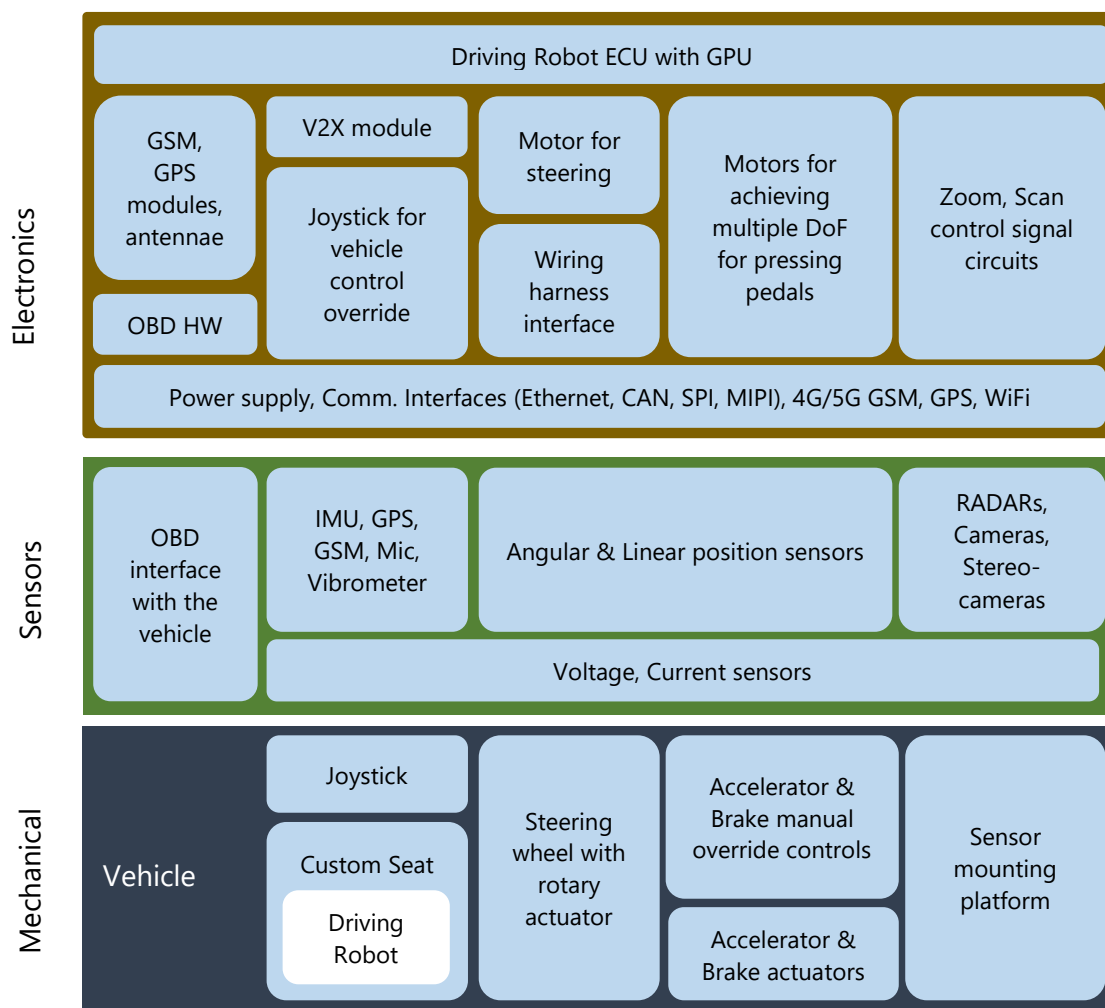 Electronics
Driving Robot ECU with GPU
GSM,
GPS
modules,
antennae
OBD HW
V2X module
Joystick for
vehicle
control
override
Motor for
steering
Wiring
harness
interface
Motors for
achieving
multiple DoF
for pressing
pedals
Zoom, Scan
control signal
circuits
Power supply, Comm. Interfaces (Ethernet, CAN, SPI, MIPI), 4G/5G GSM, GPS, WiFi
Sensors
OBD
interface
with the
vehicle
IMU, GPS,
GSM, Mic,
Vibrometer
Angular & Linear position sensors
RADARs,
Cameras,
Stereo-
cameras
Voltage, Current sensors
Mechanical
Vehicle
Joystick
Custom Seat
Driving
Robot
Steering
wheel with
rotary
actuator
Accelerator &
Brake manual
override controls
Accelerator &
Brake actuators
Sensor
mounting
platform